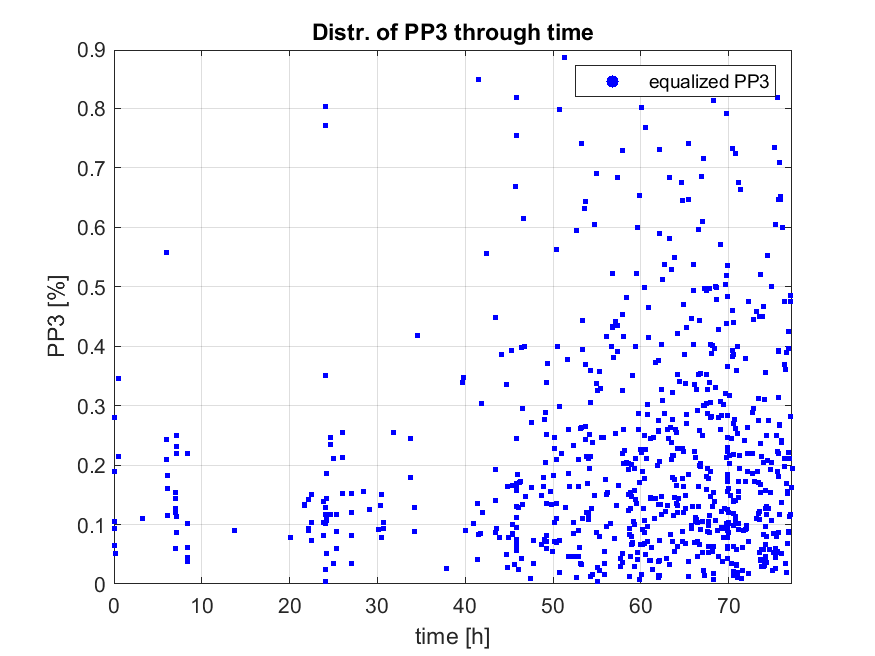 Distr. of PP3 through time
equalized PP3
PP3 [%]
0.9
0.8
0.7
0.6
0.5
0.4
0.3
0.2
0.1
0
0 10 20 30 40 50 60 70
time [h]